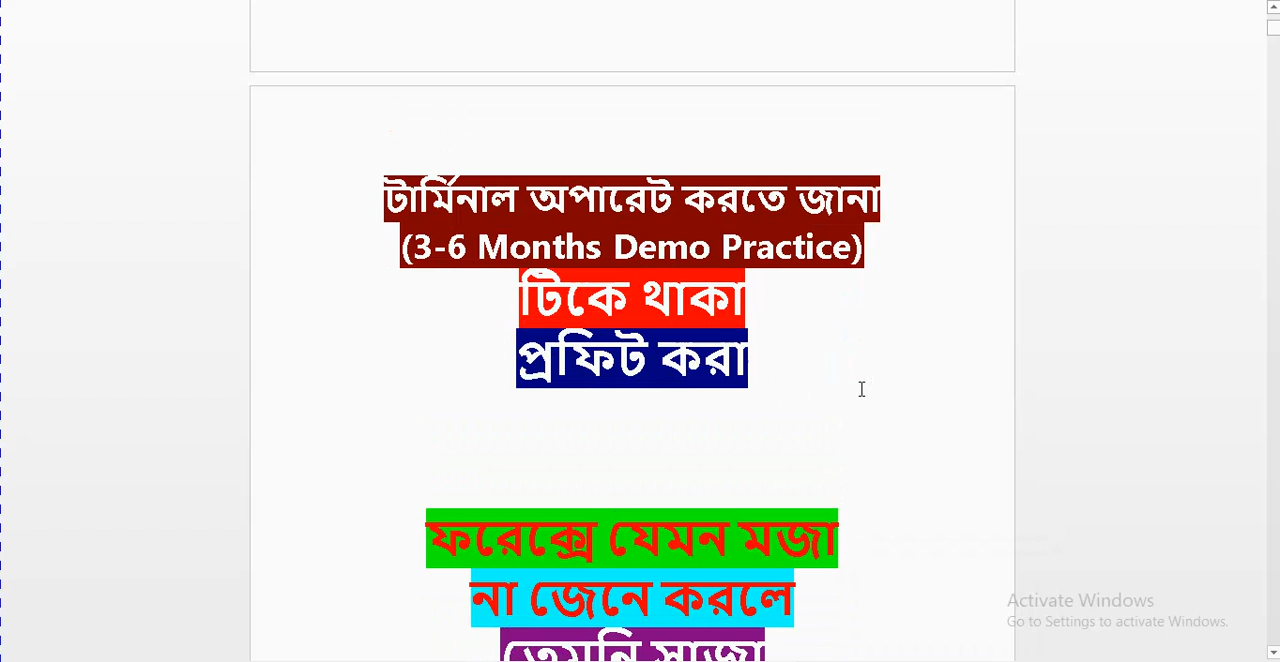 টার্মিনাল অপারেট করতে জানা
(3-6 Months Demo Practice)
টিকে থাকা
প্রফিট করা
ফরেক্সে যেমন মজা
না জেনে করলে
তেমনি সাজা
Activate Windows
Go to Settings to activate Windows.